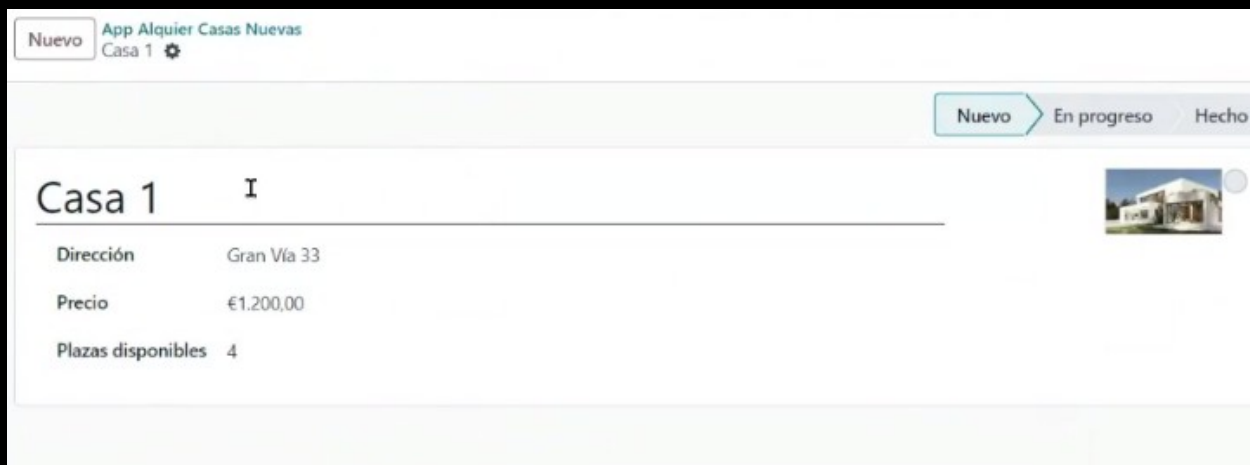 Nuevo
App Alquier Casas Nuevas
Casa 1
Nuevo
En progreso
Hecho
Casa 1
Dirección
Gran Vía 33
Precio
€1.200,00
Plazas disponibles
4